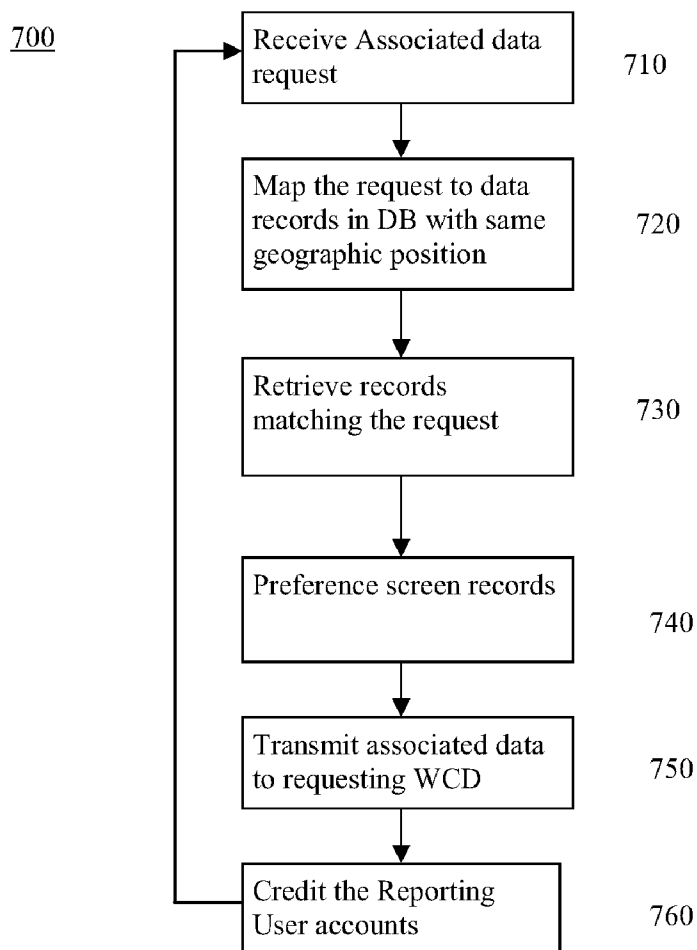 700
Receive Associated data
request
710
Map the request to data
records in DB with same
geographic position
720
Retrieve records
matching the request
730
Preference screen records
740
Transmit associated data
to requesting WCD
750
Credit the Reporting
User accounts
760